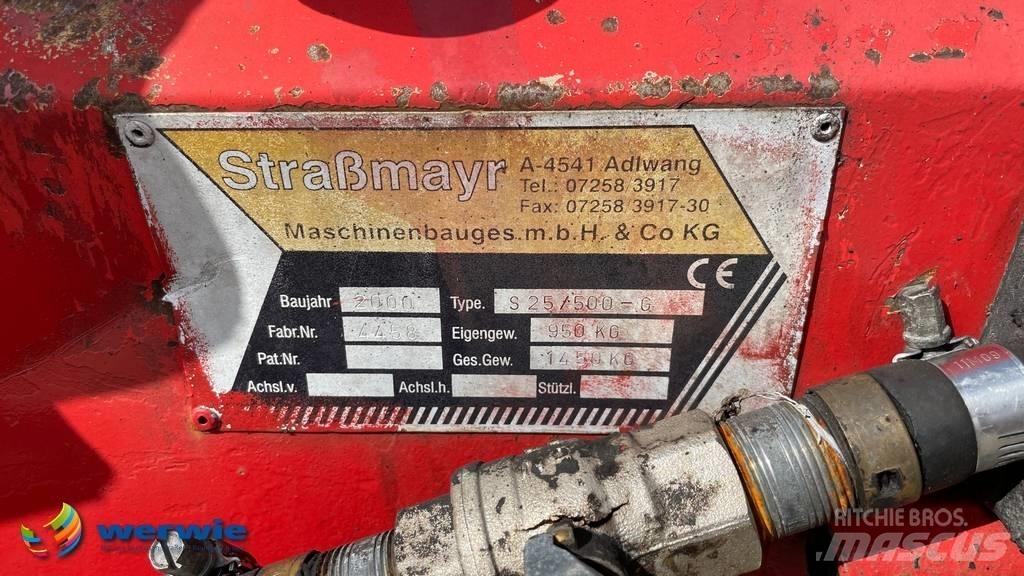 Straßmayr
A-4541 Adlwang
Tel.: 07258/3917
Fax: 07258/3917-30
Maschinenbauges.m.b.H. & Co KG
CE
Baujahr 2000 Type. S 25/500-G
Fabr.Nr. 4458 Eigengew. 950 KG
Pat.Nr. Ges.Gew. 1450 KG
Achsl.v. Achsl.h. Stützl.
werwie
RITCHIE BROS.
MASCUS